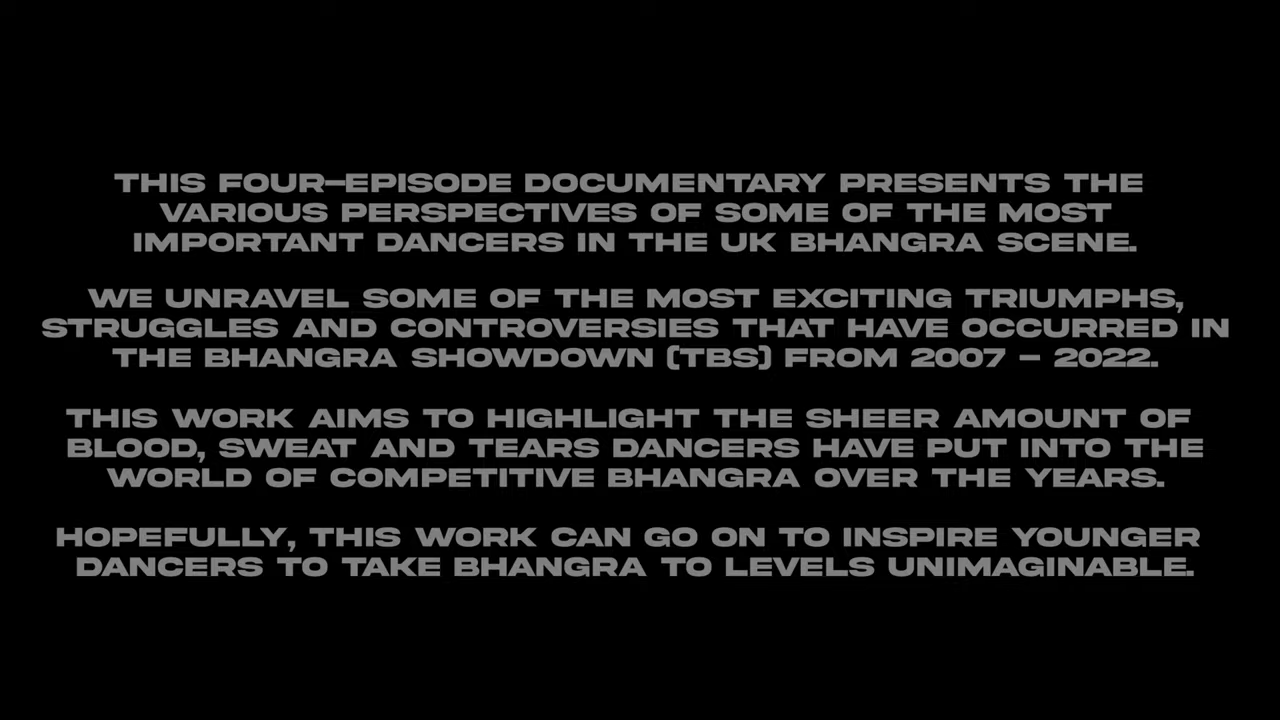 THIS FOUR-EPISODE DOCUMENTARY PRESENTS THE
VARIOUS PERSPECTIVES OF SOME OF THE MOST
IMPORTANT DANCERS IN THE UK BHANGRA SCENE.
WE UNRAVEL SOME OF THE MOST EXCITING TRIUMPHS,
STRUGGLES AND CONTROVERSIES THAT HAVE OCCURRED IN
THE BHANGRA SHOWDOWN (TBS) FROM 2007 - 2022.
THIS WORK AIMS TO HIGHLIGHT THE SHEER AMOUNT OF
BLOOD, SWEAT AND TEARS DANCERS HAVE PUT INTO THE
WORLD OF COMPETITIVE BHANGRA OVER THE YEARS.
HOPEFULLY, THIS WORK CAN GO ON TO INSPIRE YOUNGER
DANCERS TO TAKE BHANGRA TO LEVELS UNIMAGINABLE.